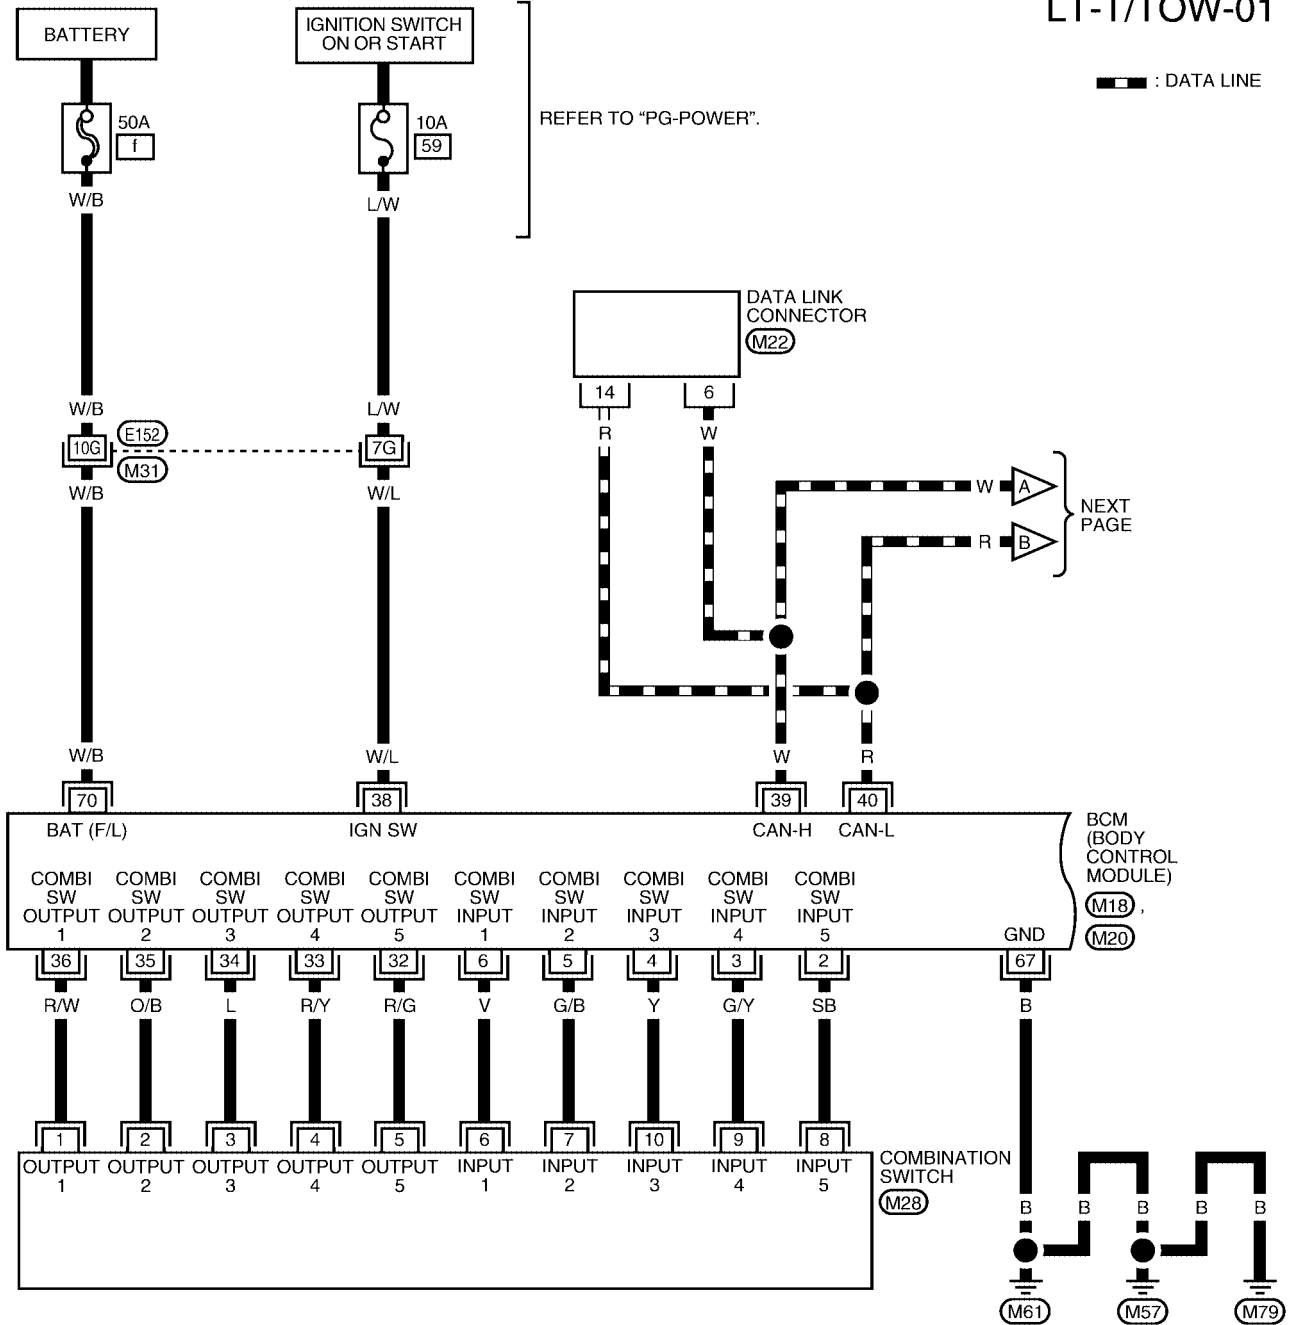 LT-T/TOW-01
BATTERY
IGNITION SWITCH
ON OR START
: DATA LINE
50A
f
10A
59
REFER TO “PG-POWER”.
W/B
L/W
DATA LINK
CONNECTOR
M22
14
6
R
W
W/B
L/W
10G
E152
M31
7G
W/B
W/L
W
A
R
B
NEXT
PAGE
W/B
W/L
W
R
70
38
39
40
BAT (F/L)
IGN SW
CAN-H
CAN-L
BCM
(BODY
CONTROL
MODULE)
M18 ,
M20
COMBI
SW
OUTPUT
1
COMBI
SW
OUTPUT
2
COMBI
SW
OUTPUT
3
COMBI
SW
OUTPUT
4
COMBI
SW
OUTPUT
5
COMBI
SW
INPUT
1
COMBI
SW
INPUT
2
COMBI
SW
INPUT
3
COMBI
SW
INPUT
4
COMBI
SW
INPUT
5
GND
36
35
34
33
32
6
5
4
3
2
67
R/W
O/B
L
R/Y
R/G
V
G/B
Y
G/Y
SB
B
1
2
3
4
5
6
7
10
9
8
OUTPUT
1
OUTPUT
2
OUTPUT
3
OUTPUT
4
OUTPUT
5
INPUT
1
INPUT
2
INPUT
3
INPUT
4
INPUT
5
COMBINATION
SWITCH
M28
B
B
B
B
B
M61
M57
M79